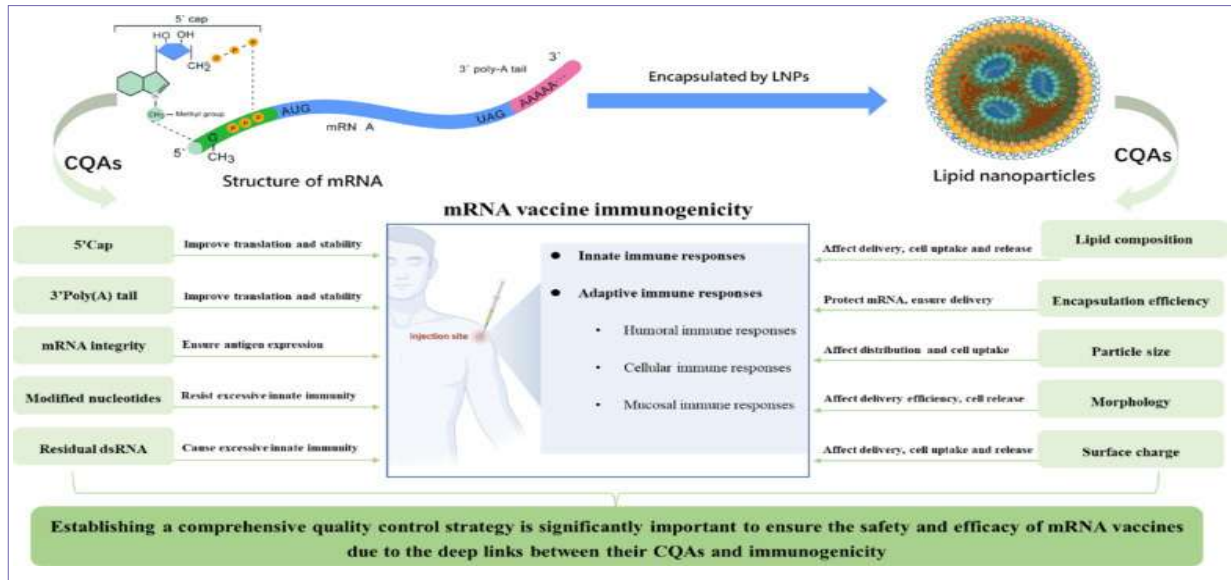 5` cap
HO OH
CH2
P P P
CH3 — Methyl group
AUG
mRN A
UAG
AAAAA...
3` poly-A tail
3`
G
P P P
5`
CH3
Structure of mRNA
Encapsulated by LNPs
Lipid nanoparticles
CQAs
CQAs
mRNA vaccine immunogenicity
5'Cap
Improve translation and stability
3'Poly(A) tail
Improve translation and stability
mRNA integrity
Ensure antigen expression
Modified nucleotides
Resist excessive innate immunity
Residual dsRNA
Cause excessive innate immunity
Injection site
● Innate immune responses
● Adaptive immune responses
• Humoral immune responses
• Cellular immune responses
• Mucosal immune responses
Affect delivery, cell uptake and release
Lipid composition
Protect mRNA, ensure delivery
Encapsulation efficiency
Affect distribution and cell uptake
Particle size
Affect delivery efficiency, cell release
Morphology
Affect delivery, cell uptake and release
Surface charge
Establishing a comprehensive quality control strategy is significantly important to ensure the safety and efficacy of mRNA vaccines
due to the deep links between their CQAs and immunogenicity